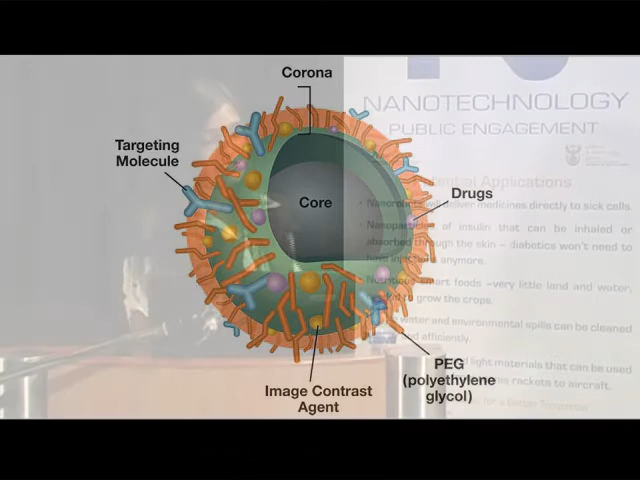 Corona
NANOTECHNOLOGY
PUBLIC ENGAGEMENT
Targeting
Molecule
Applications
Drugs
deliver medicines directly to sick cells.
Core
of insulin that can be inhaled or
through the skin – diabetics won't need to
anymore.
smart foods –very little land and water,
grow the crops.
water and environmental spills can be cleaned
efficiently.
PEG
(polyethylene
glycol)
light materials that can be used
rackets to aircraft.
Image Contrast
Agent
for a Better Tomorrow